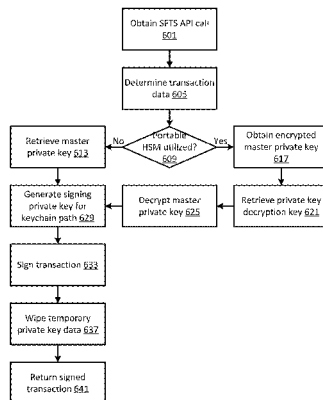 Obtain SFTS API call
601
Determine transaction
data 605
Portable
HSM utilized?
609
No
Yes
Retrieve master
private key 613
Obtain encrypted
master private key
617
Generate signing
private key for
keychain path 629
Decrypt master
private key 625
Retrieve private key
decryption key 621
Sign transaction 633
Wipe temporary
private key data 637
Return signed
transaction 641